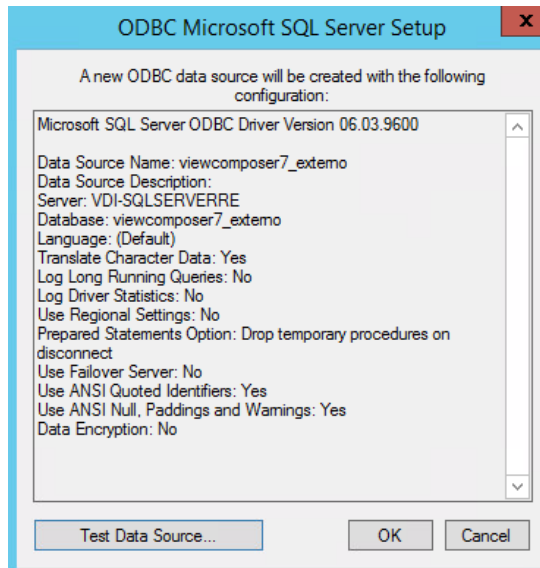 ODBC Microsoft SQL Server Setup
x
A new ODBC data source will be created with the following
configuration:
Microsoft SQL Server ODBC Driver Version 06.03.9600
Data Source Name: viewcomposer7_externo
Data Source Description:
Server: VDI-SQLSERVERRE
Database: viewcomposer7_externo
Language: (Default)
Translate Character Data: Yes
Log Long Running Queries: No
Log Driver Statistics: No
Use Regional Settings: No
Prepared Statements Option: Drop temporary procedures on
disconnect
Use Failover Server: No
Use ANSI Quoted Identifiers: Yes
Use ANSI Null, Paddings and Warnings: Yes
Data Encryption: No
Test Data Source... OK Cancel